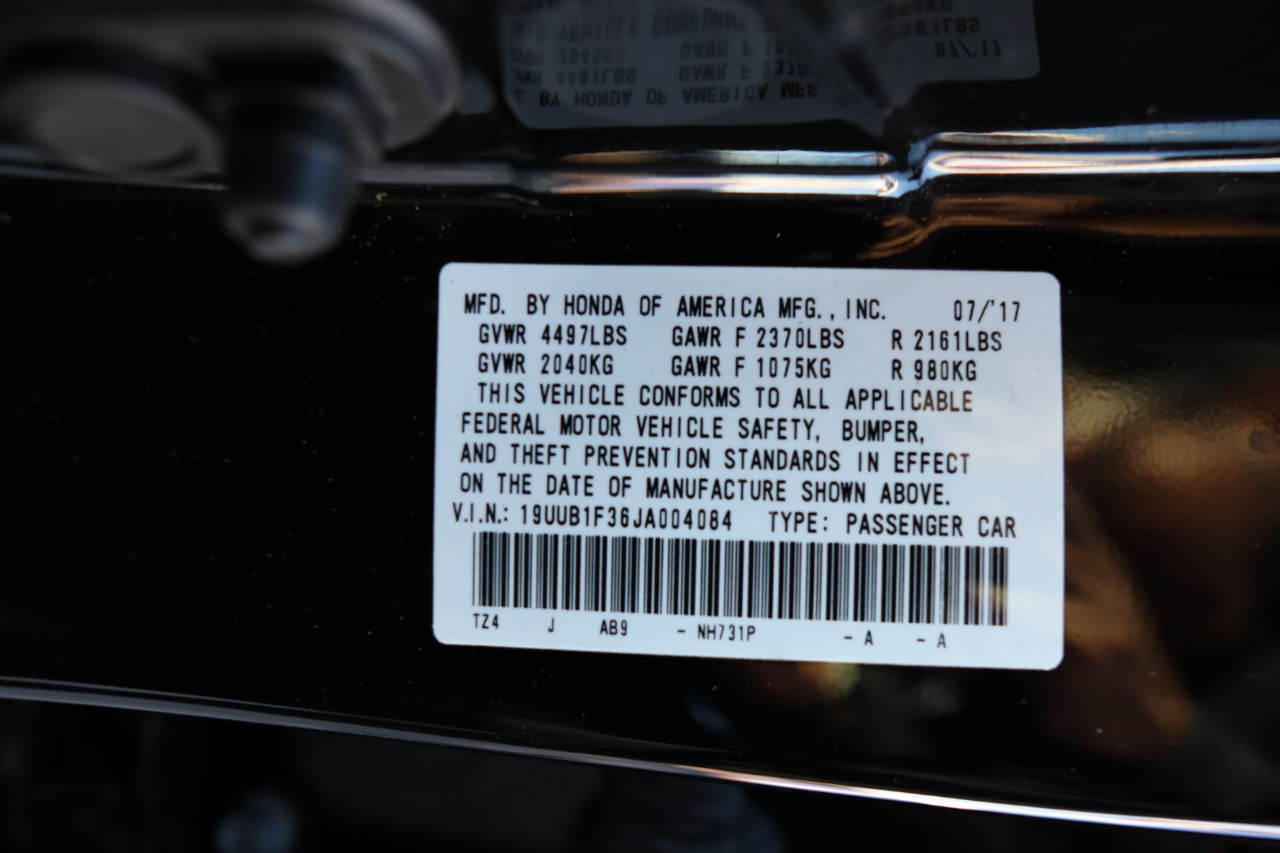 MFD. BY HONDA OF AMERICA MFG., INC. 07/'17
GVWR 4497LBS GAWR F 2370LBS R 2161LBS
GVWR 2040KG GAWR F 1075KG R 980KG
THIS VEHICLE CONFORMS TO ALL APPLICABLE
FEDERAL MOTOR VEHICLE SAFETY, BUMPER,
AND THEFT PREVENTION STANDARDS IN EFFECT
ON THE DATE OF MANUFACTURE SHOWN ABOVE.
V.I.N.: 19UUB1F36JA004084 TYPE: PASSENGER CAR
TZ4 J AB9 - NH731P - A - A